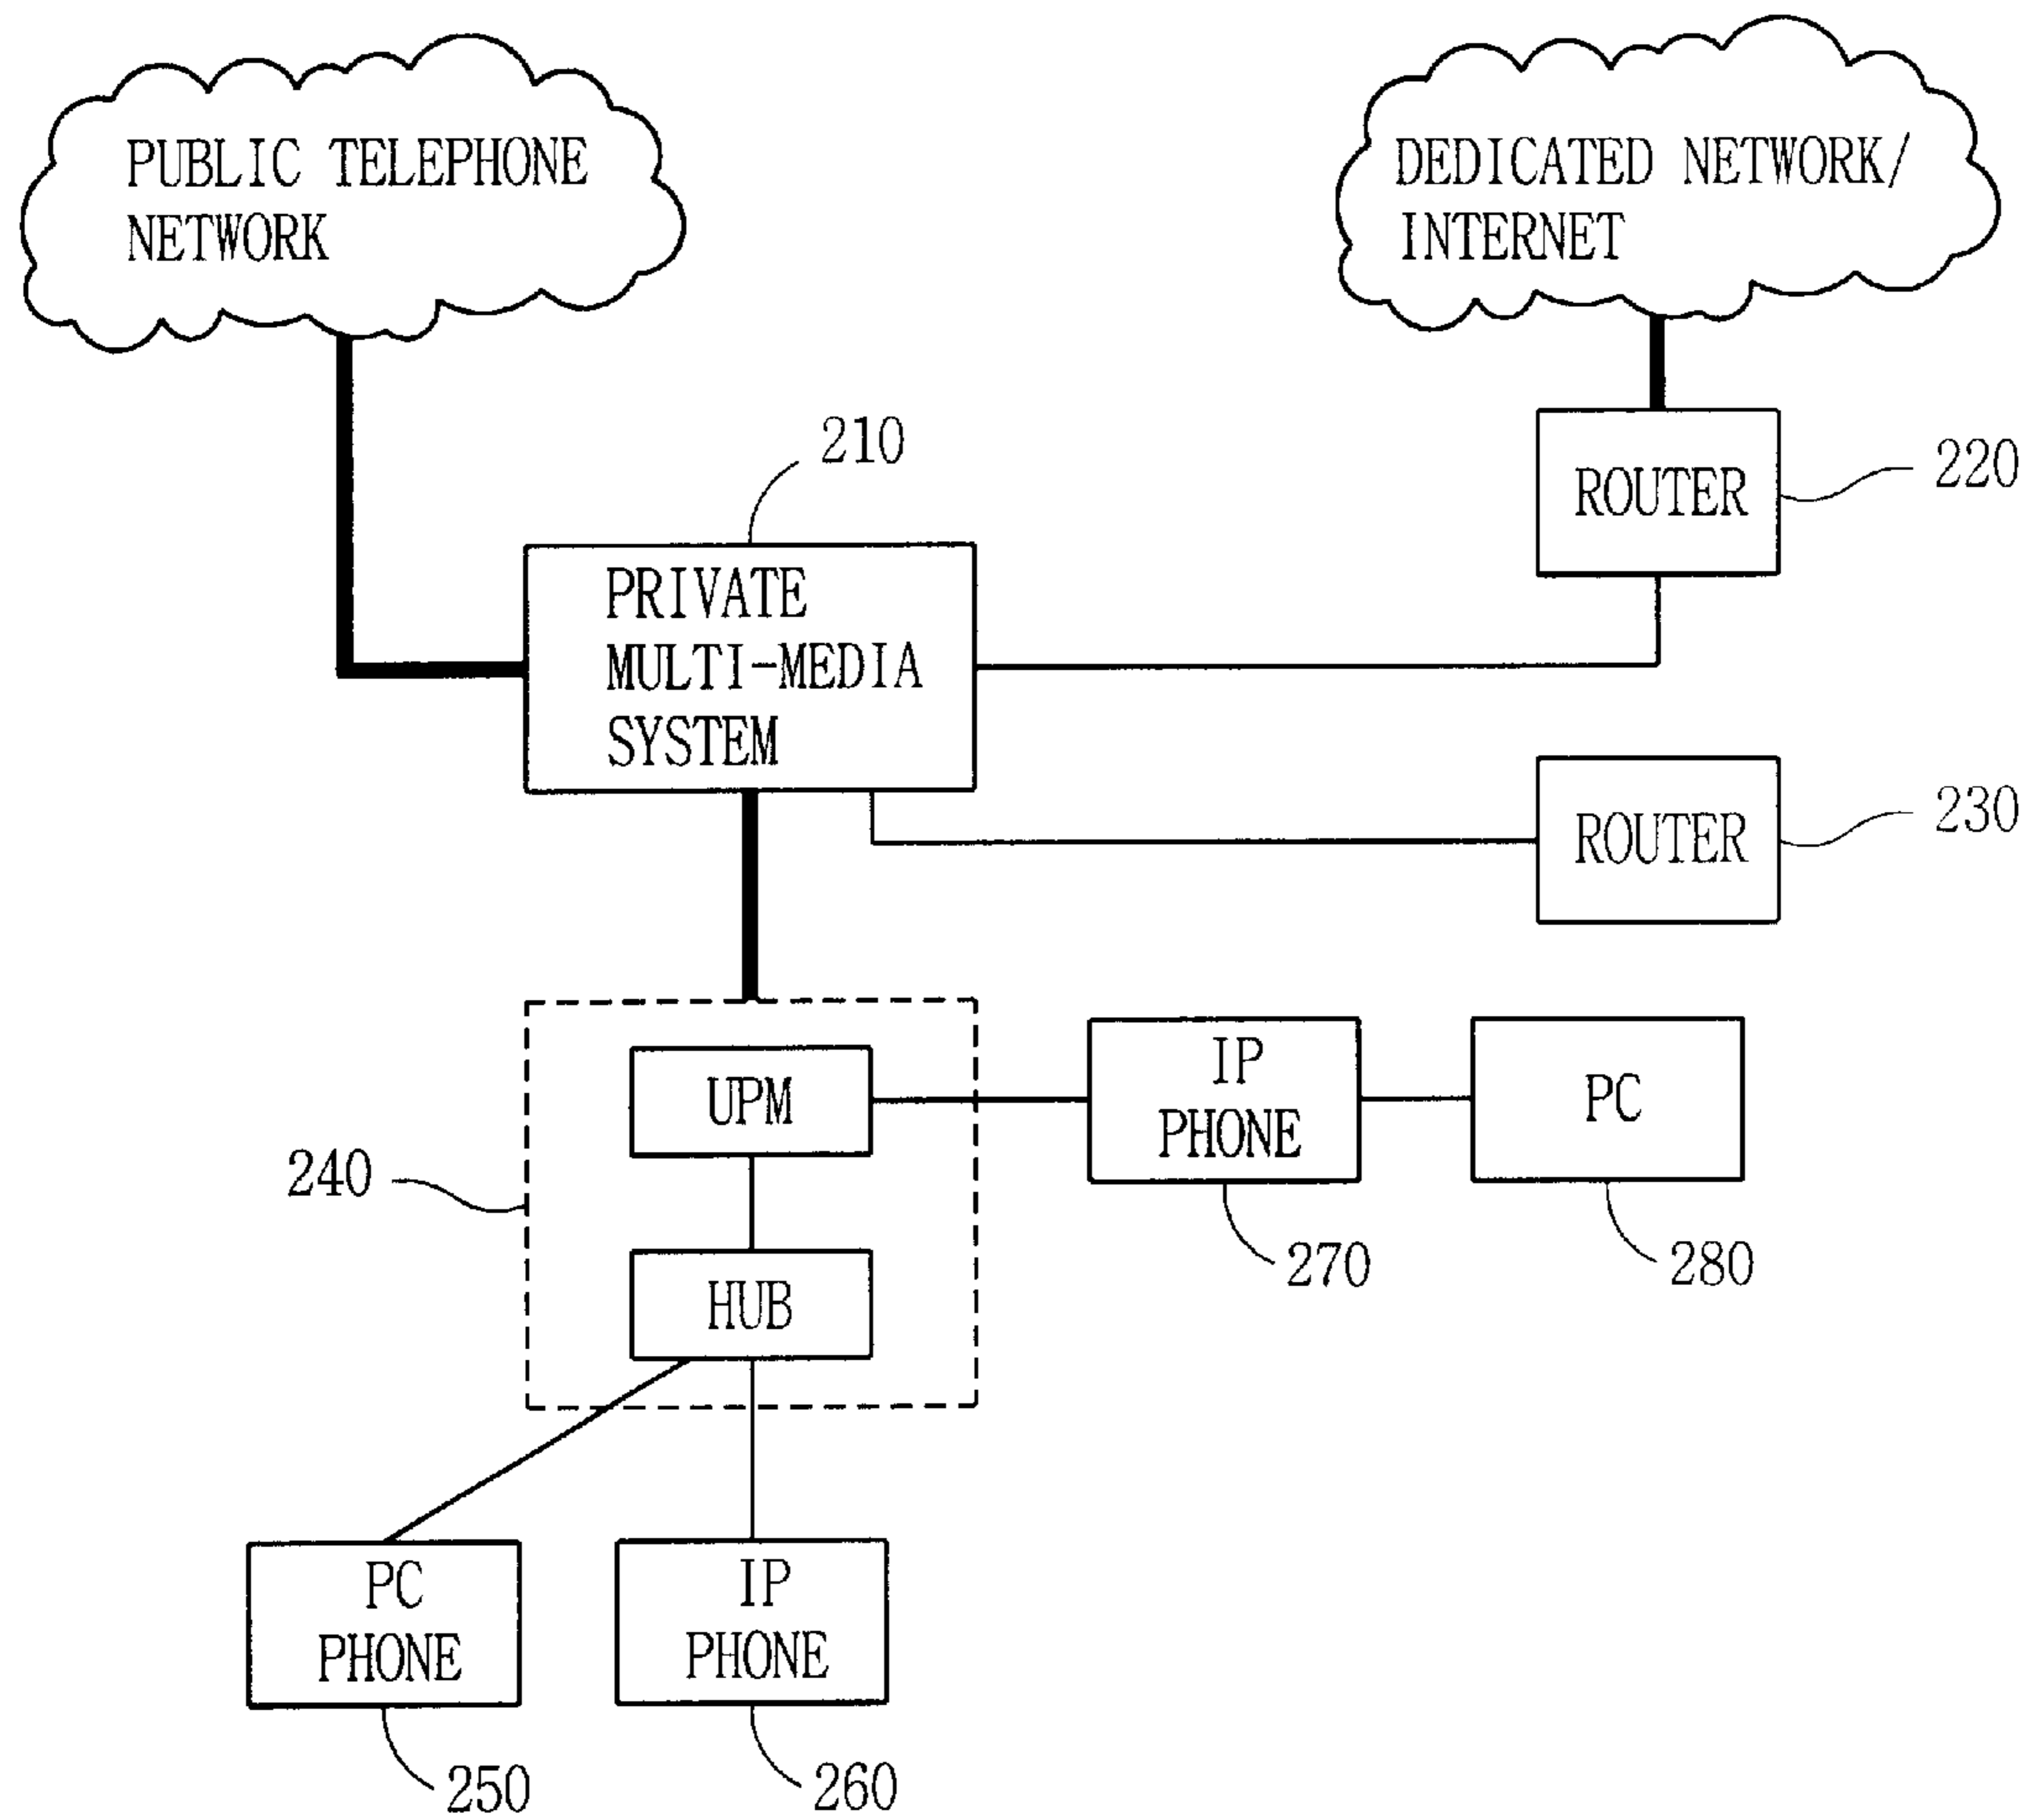 PUBLIC TELEPHONE
NETWORK
DEDICATED NETWORK/
INTERNET
210
ROUTER
220
PRIVATE
MULTI-MEDIA
SYSTEM
ROUTER
230
UPM
IP
PHONE
PC
240
HUB
270
280
PC
PHONE
IP
PHONE
250
260